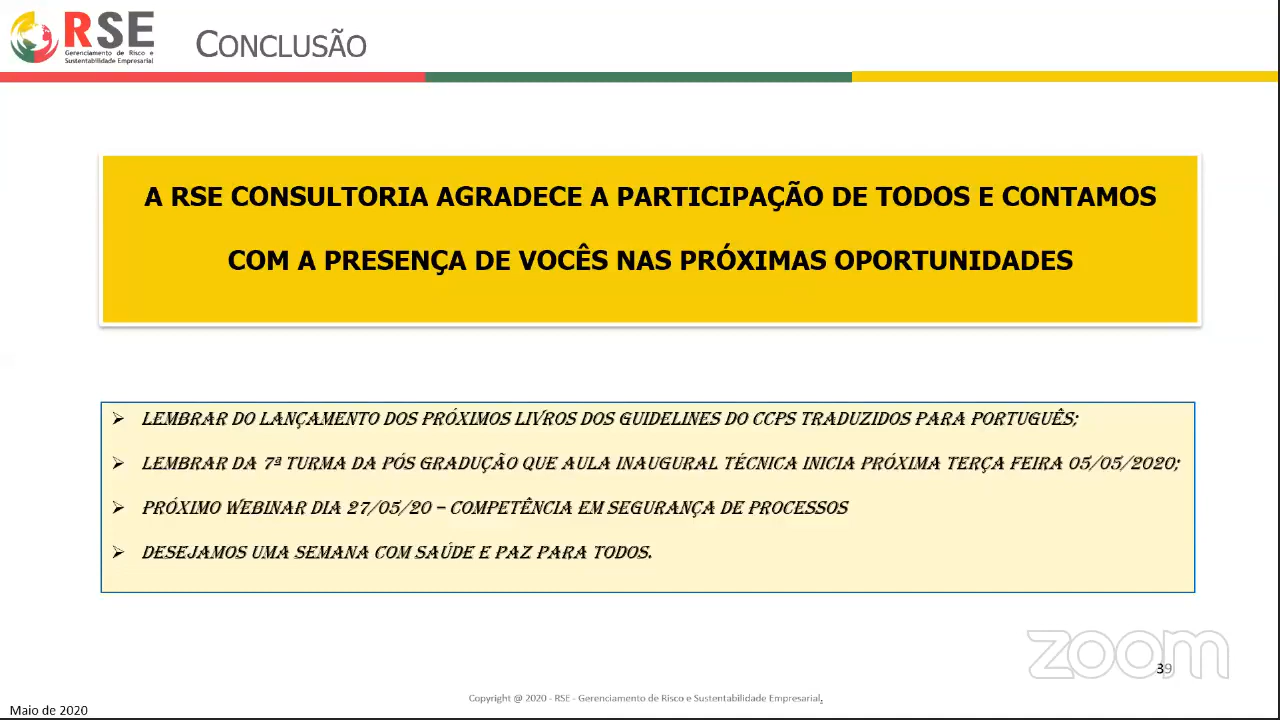 RSE
Gerenciamento de Risco e
Sustentabilidade Empresarial
CONCLUSÃO
A RSE CONSULTORIA AGRADECE A PARTICIPAÇÃO DE TODOS E CONTAMOS
COM A PRESENÇA DE VOCÊS NAS PRÓXIMAS OPORTUNIDADES
➢ LEMBRAR DO LANÇAMENTO DOS PRÓXIMOS LIVROS DOS GUIDELINES DO CCPS TRADUZIDOS PARA PORTUGUÊS;
➢ LEMBRAR DA 7ª TURMA DA PÓS GRADUÇÃO QUE AULA INAUGURAL TÉCNICA INICIA PRÓXIMA TERÇA FEIRA 05/05/2020;
➢ PRÓXIMO WEBINAR DIA 27/05/20 – COMPETÊNCIA EM SEGURANÇA DE PROCESSOS
➢ DESEJAMOS UMA SEMANA COM SAÚDE E PAZ PARA TODOS.
zoom
39
Copyright @ 2020 - RSE - Gerenciamento de Risco e Sustentabilidade Empresarial.
Maio de 2020